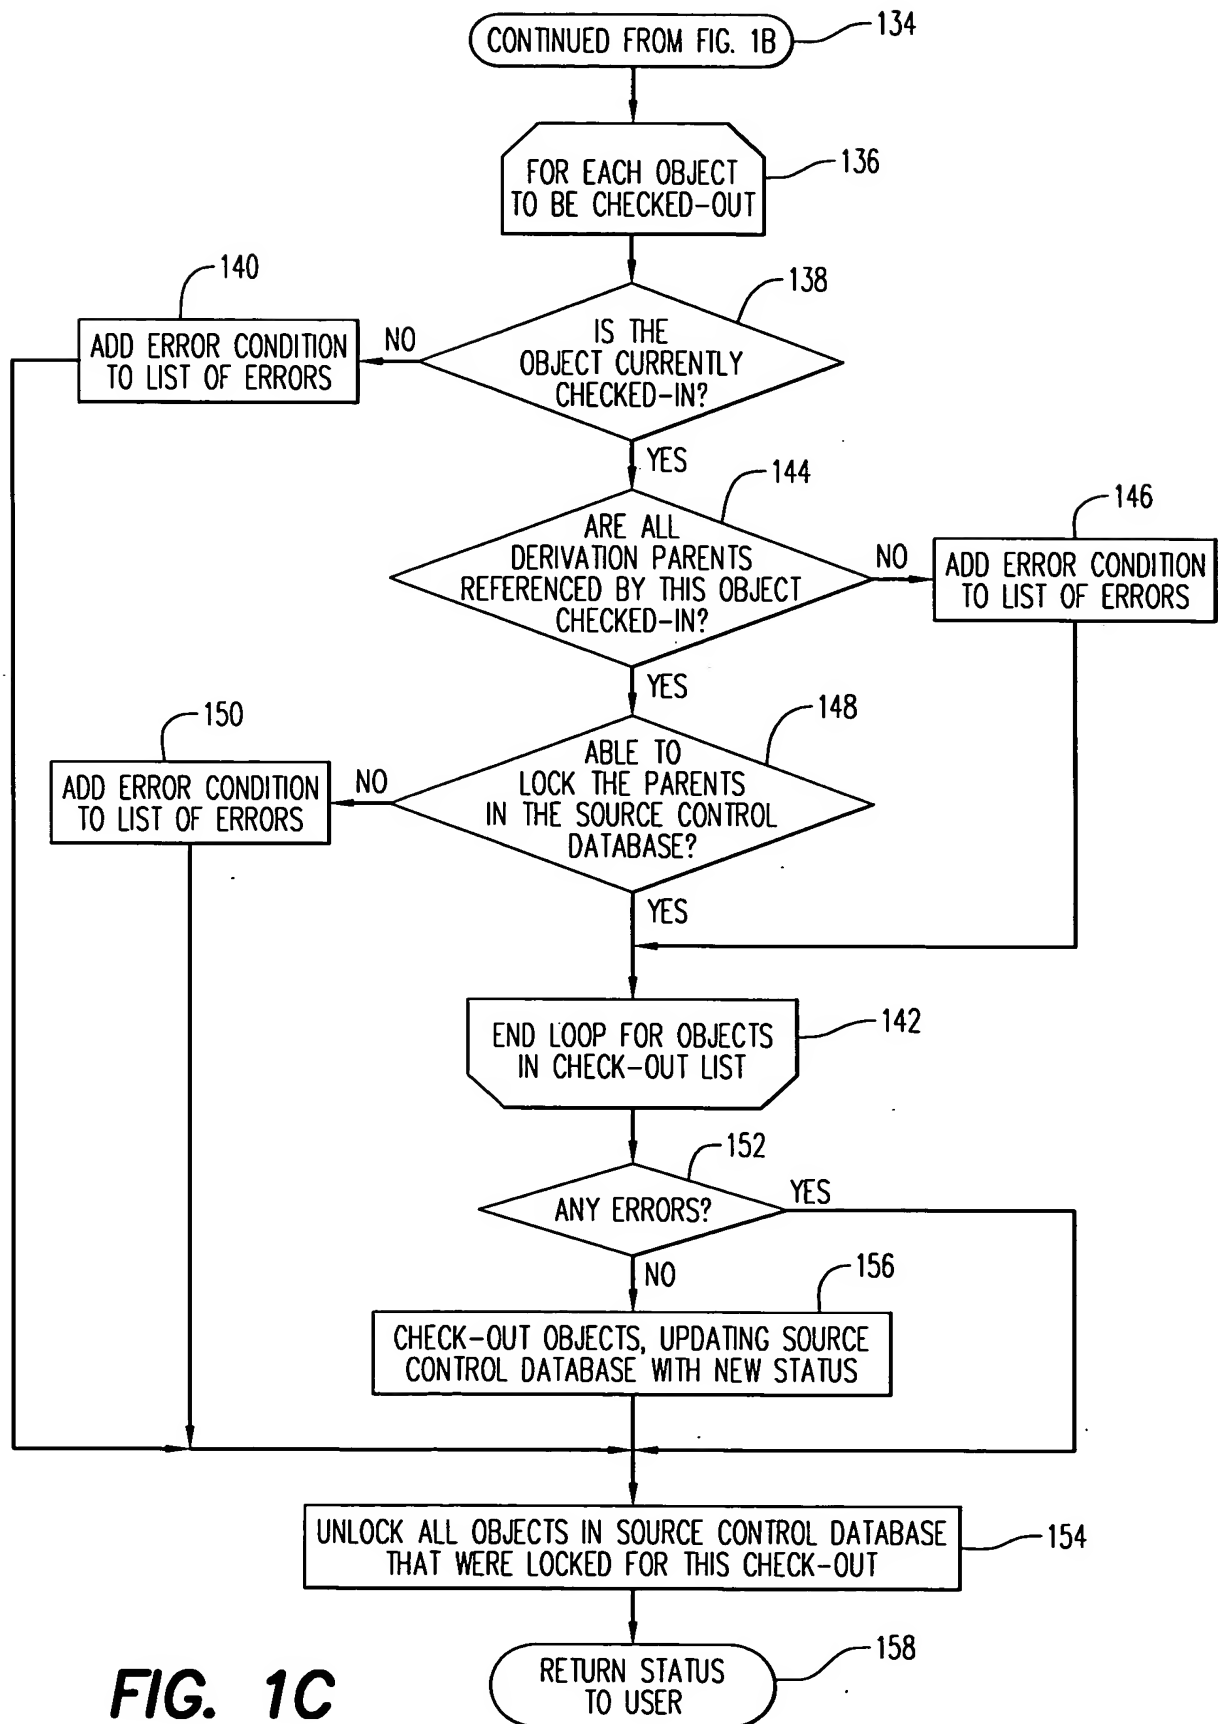 CONTINUED FROM FIG. 1B
134
FOR EACH OBJECT
TO BE CHECKED-OUT
136
140
138
ADD ERROR CONDITION
TO LIST OF ERRORS
NO
IS THE
OBJECT CURRENTLY
CHECKED-IN?
YES
144
146
ARE ALL
DERIVATION PARENTS
REFERENCED BY THIS OBJECT
CHECKED-IN?
NO
ADD ERROR CONDITION
TO LIST OF ERRORS
YES
150
148
ADD ERROR CONDITION
TO LIST OF ERRORS
NO
ABLE TO
LOCK THE PARENTS
IN THE SOURCE CONTROL
DATABASE?
YES
END LOOP FOR OBJECTS
IN CHECK-OUT LIST
142
152
ANY ERRORS?
YES
NO
156
CHECK-OUT OBJECTS, UPDATING SOURCE
CONTROL DATABASE WITH NEW STATUS
UNLOCK ALL OBJECTS IN SOURCE CONTROL DATABASE
THAT WERE LOCKED FOR THIS CHECK-OUT
154
RETURN STATUS
TO USER
158
FIG. 1C